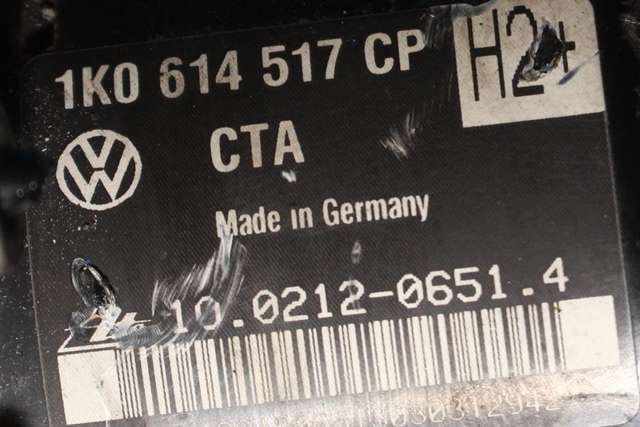 1K0 614 517 CP
H2+
CTA
Made in Germany
10.0212-0651.4